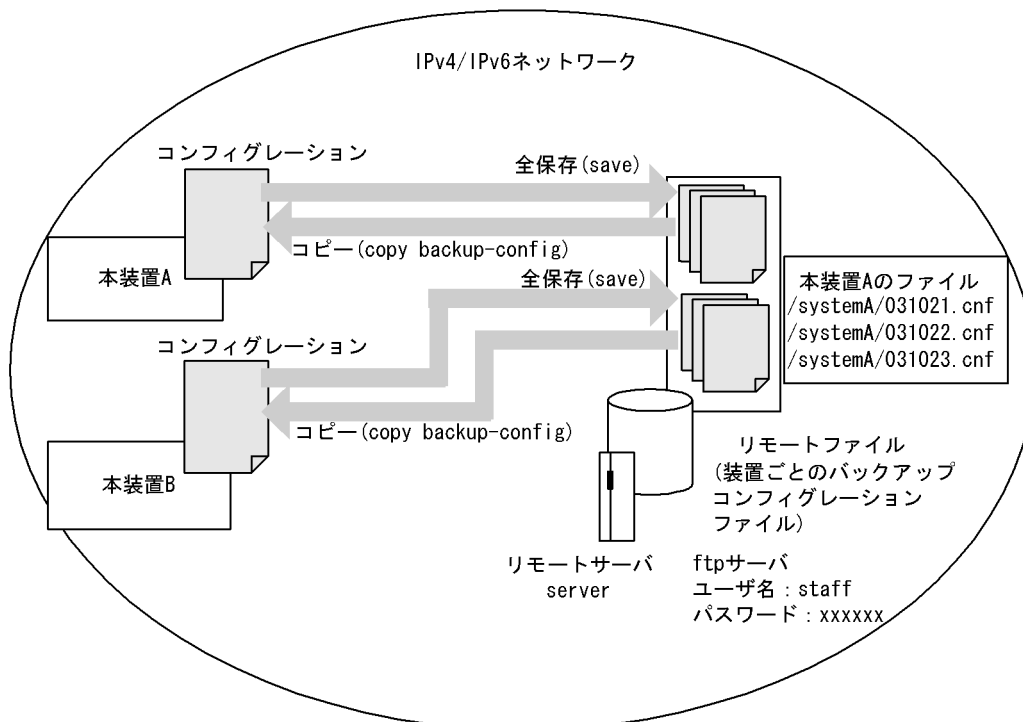 IPv4/IPv6ネットワーク
コンフィグレーション
全保存(save)
コピー(copy backup-config)
本装置A
全保存(save)
本装置Aのファイル
/systemA/031021.cnf
/systemA/031022.cnf
/systemA/031023.cnf
コンフィグレーション
コピー(copy backup-config)
本装置B
リモートファイル
(装置ごとのバックアップ
コンフィグレーション
ファイル)
リモートサーバ
server
ftpサーバ
ユーザ名：staff
パスワード：xxxxxx